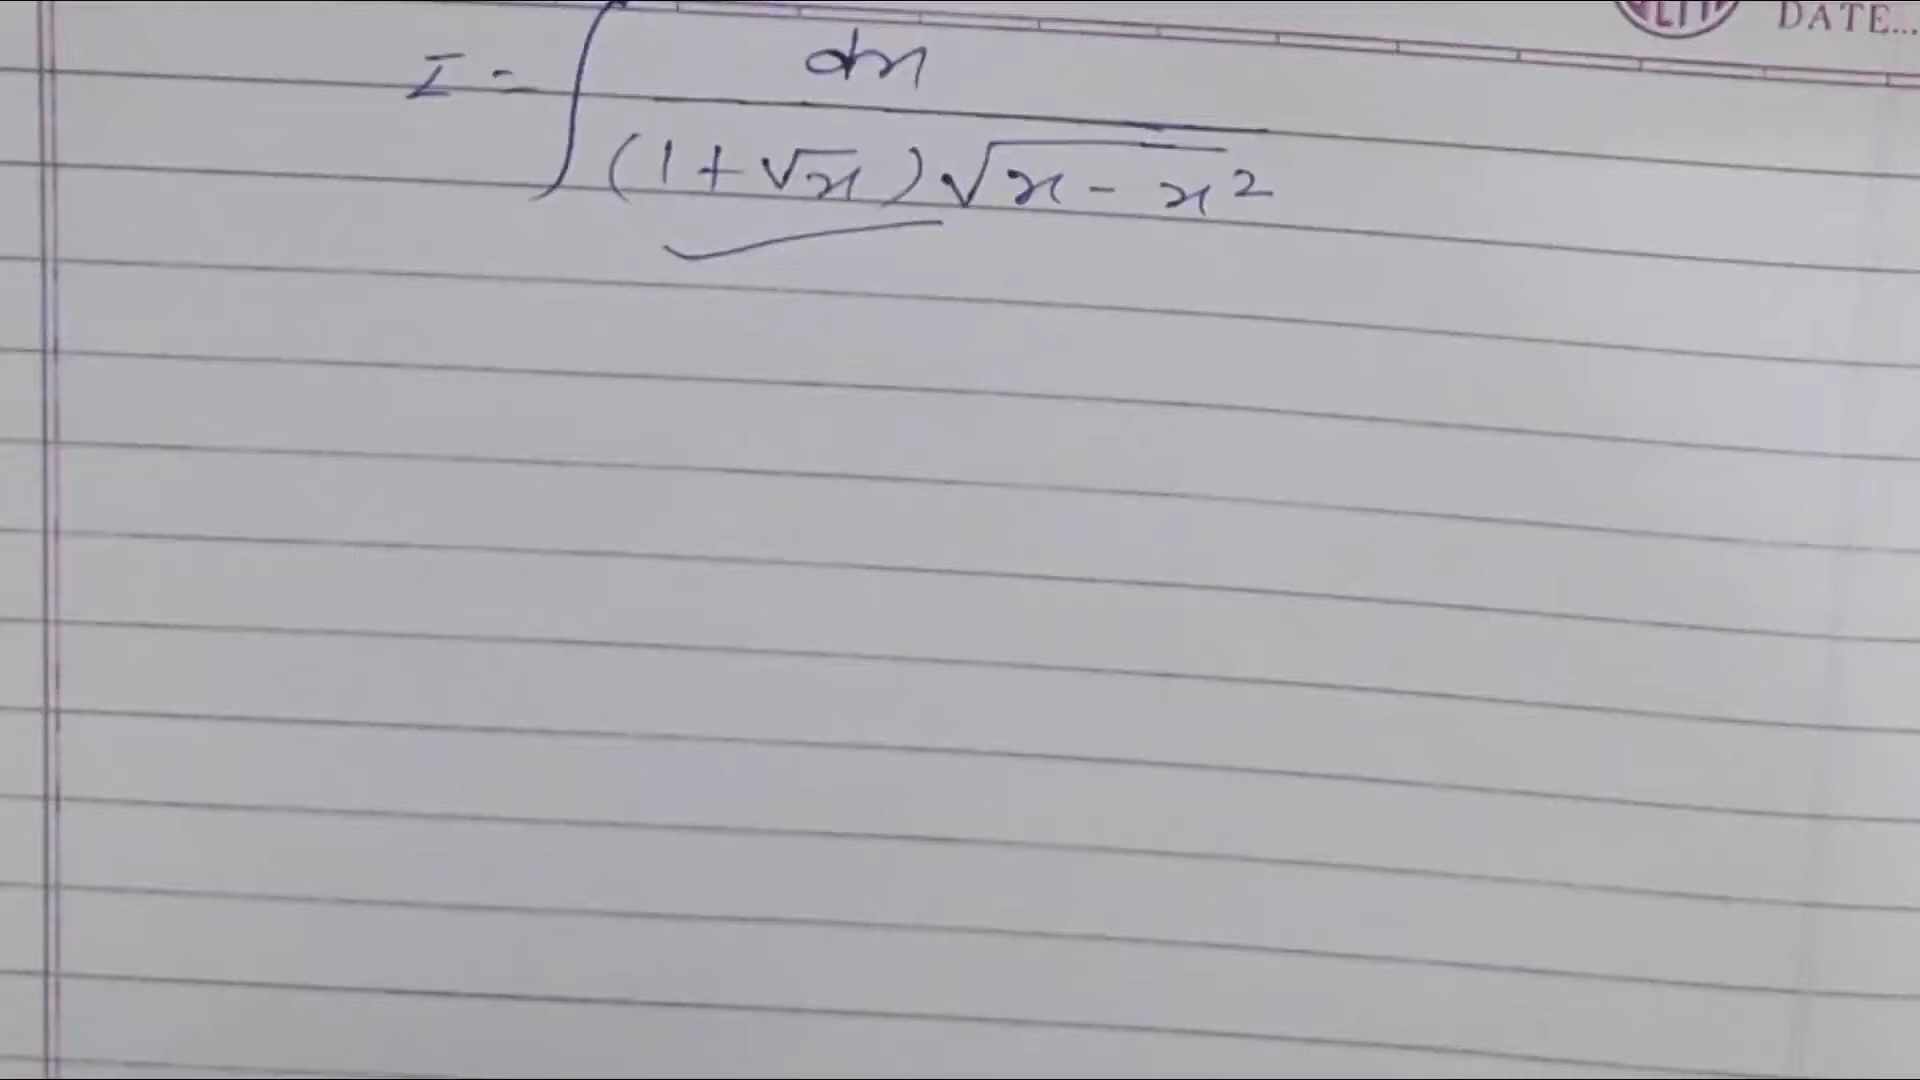 DATE...
I = ∫ dx / (1+√x)√x - x²